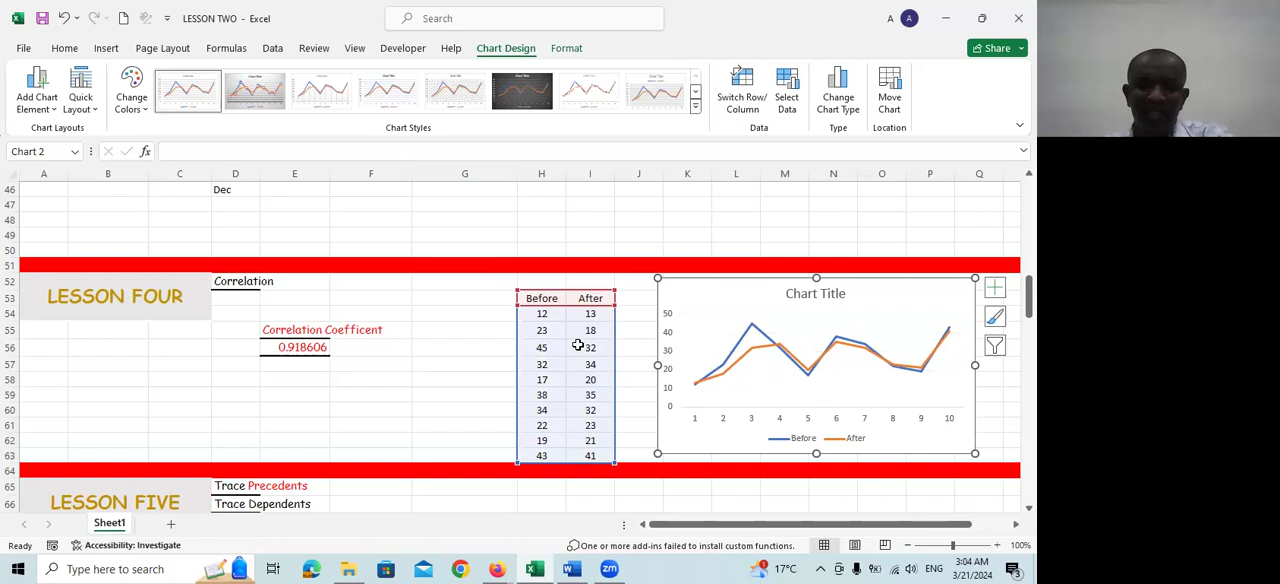 LESSON TWO - Excel
Search
A
A
File Home Insert Page Layout Formulas Data Review View Developer Help Chart Design Format
Share
Add Chart Element
Quick Layout
Change Colors
Switch Row/ Column
Select Data
Change Chart Type
Move Chart
Chart Layouts
Chart Styles
Data
Type
Location
Chart 2
fx
A B C D E F G H I J K L M N O P Q
46 Dec
47
48
49
50
51
52 Correlation
LESSON FOUR
53 Before After
54 12 13
55 Correlation Coefficent 23 18
56 0.918606 45 32
57 32 34
58 17 20
59 38 35
60 34 32
61 22 23
62 19 21
63 43 41
Chart Title
50
40
30
20
10
0
1 2 3 4 5 6 7 8 9 10
Before After
64
65 Trace Precedents
LESSON FIVE
66 Trace Dependents
Sheet1
Ready
Accessibility: Investigate
One or more add-ins failed to install custom functions.
100%
Type here to search
zm
17°C
ENG
3:04 AM
3/21/2024
3